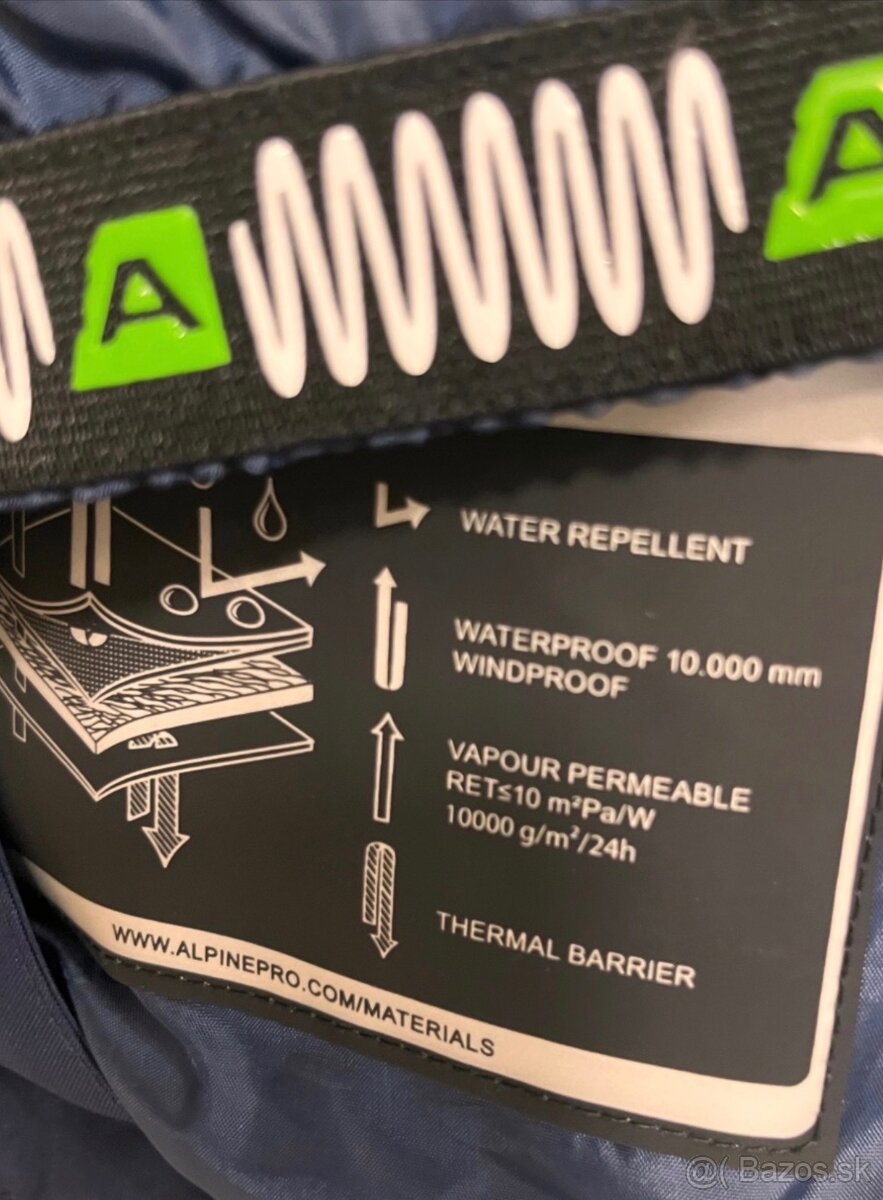 A
A
WATER REPELLENT
WATERPROOF 10.000 mm
WINDPROOF
VAPOUR PERMEABLE
RET≤10 m²Pa/W
10000 g/m²/24h
THERMAL BARRIER
WWW.ALPINEPRO.COM/MATERIALS
@( Bazos.sk